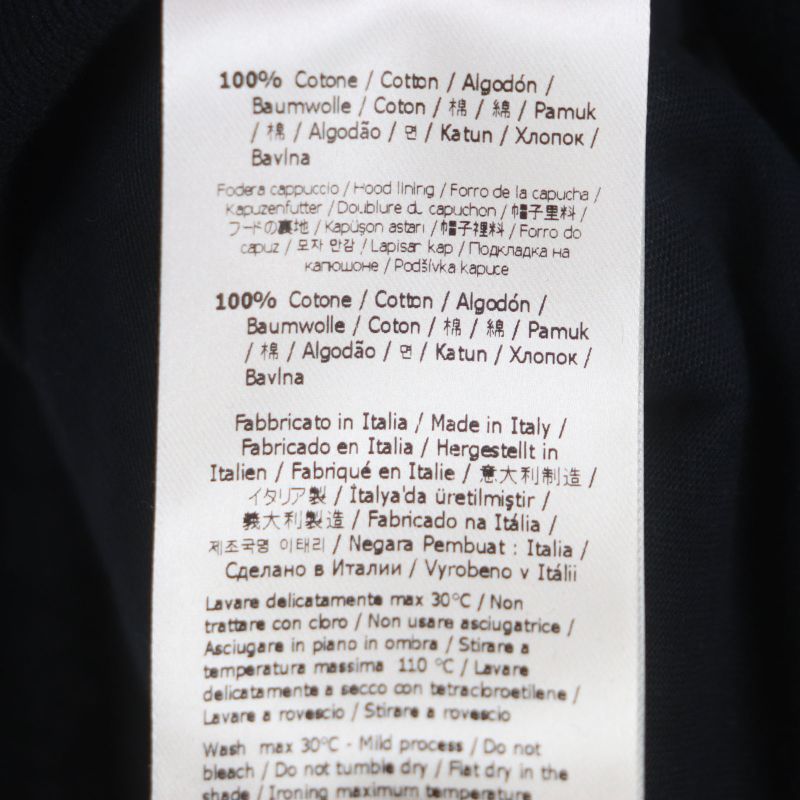 100% Cotone / Cotton / Algodón /
Baumwolle / Coton / 棉 / 綿 / Pamuk
/ 棉 / Algodão / 면 / Katun / Хлопок /
Bavlna
Fodera cappuccio / Hood lining / Forro de la capucha /
Kapuzenfutter / Doublure du capuchon / 帽子里料 /
フードの裏地 / Kapüşon astarı / 帽子裡料 / Forro do
capuz / 모자 안감 / Lapisan kap / Подкладка на
капюшоне / Podšívka kapuce
100% Cotone / Cotton / Algodón /
Baumwolle / Coton / 棉 / 綿 / Pamuk
/ 棉 / Algodão / 면 / Katun / Хлопок /
Bavlna
Fabbricato in Italia / Made in Italy /
Fabricado en Italia / Hergestellt in
Italien / Fabriqué en Italie / 意大利制造 /
イタリア製 / İtalya'da üretilmiştir /
義大利製造 / Fabricado na Itália /
제조국명 이태리 / Negara Pembuat : Italia /
Сделано в Италии / Vyrobeno v Itálii
Lavare delicatamente max 30°C / Non
trattare con cloro / Non usare asciugatrice /
Asciugare in piano in ombra / Stirare a
temperatura massima 110 °C / Lavare
delicatamente a secco con tetracloroetilene /
Lavare a rovescio / Stirare a rovescio
Wash max 30°C - Mild process / Do not
bleach / Do not tumble dry / Flat dry in the
shade / Ironing maximum temperature